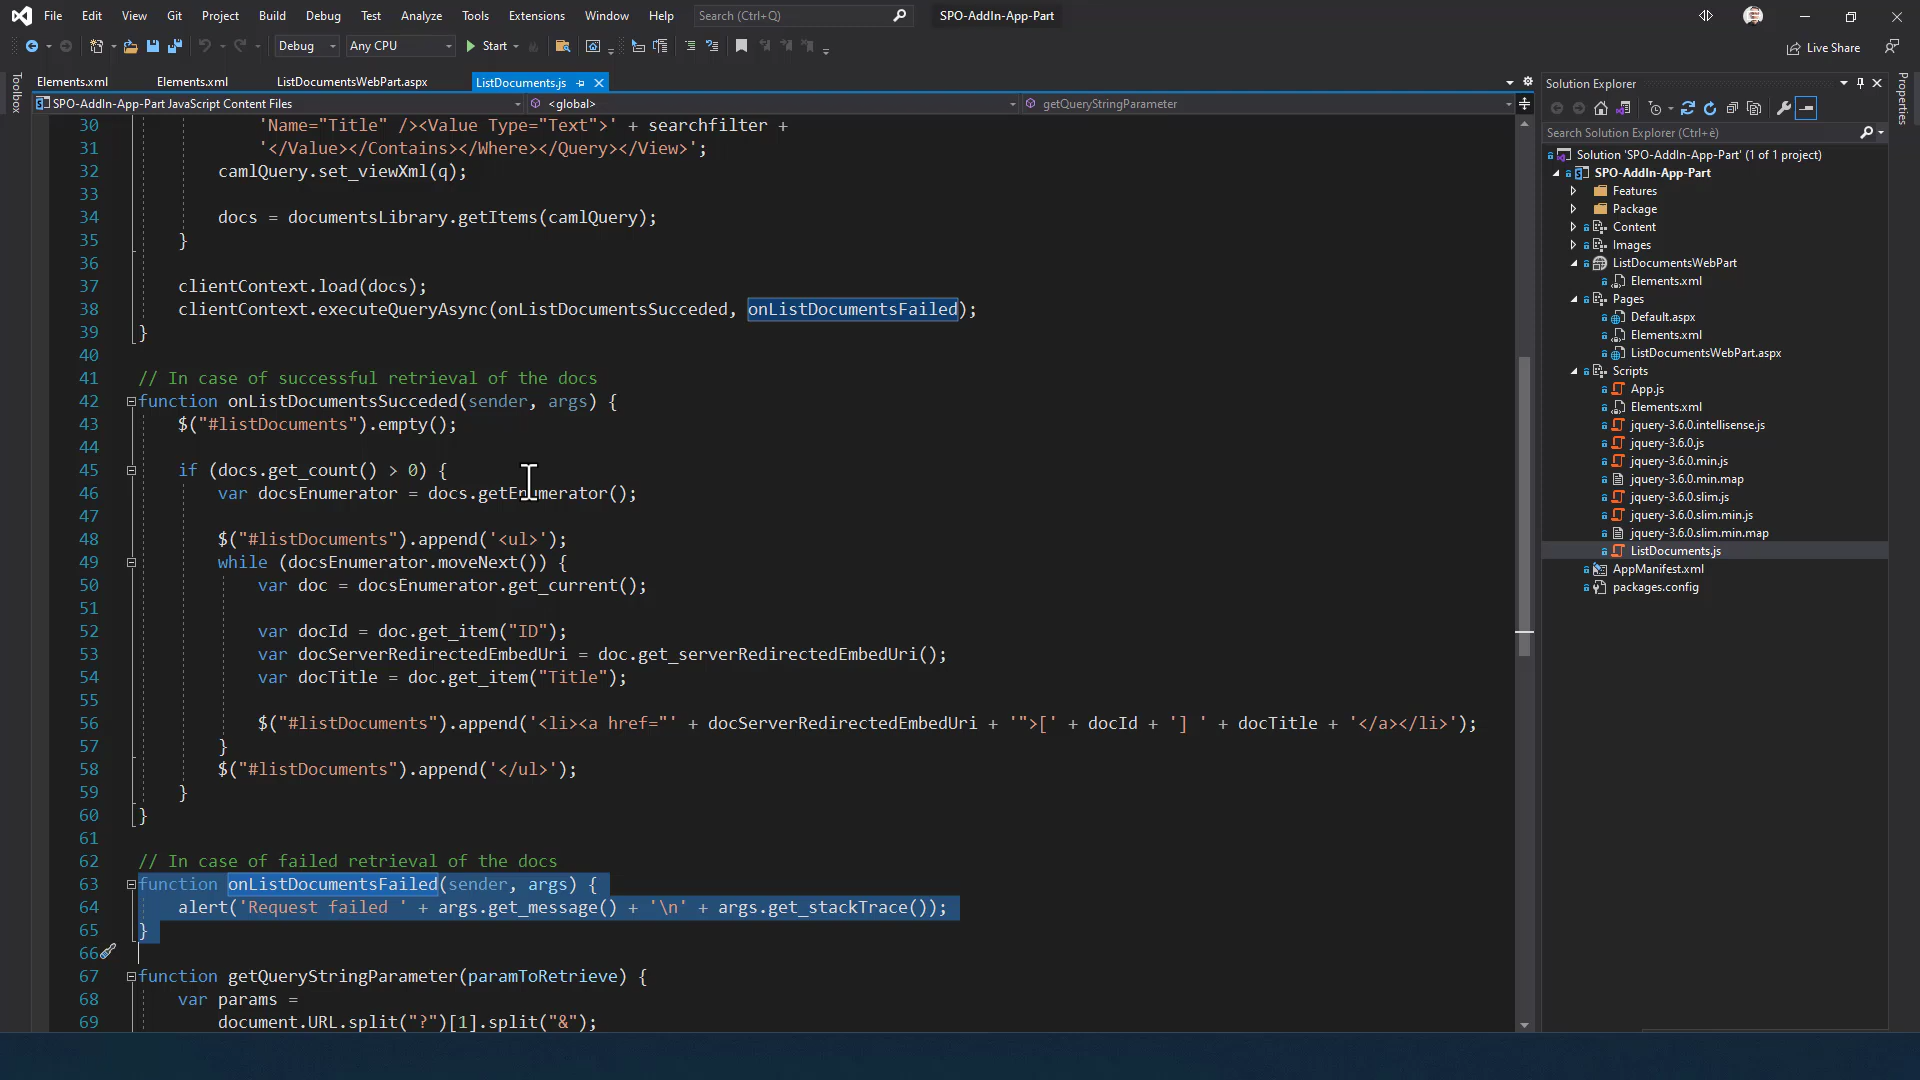 File Edit View Git Project Build Debug Test Analyze Tools Extensions Window Help Search (Ctrl+Q) SPO-AddIn-App-Part
Debug Any CPU Start Live Share
Toolbox
Elements.xml Elements.xml ListDocumentsWebPart.aspx ListDocuments.js
SPO-AddIn-App-Part JavaScript Content Files <global> getQueryStringParameter
30 'Name="Title" /><Value Type="Text">' + searchfilter +
31 '</Value></Contains></Where></Query></View>';
32 camlQuery.set_viewXml(q);
33
34 docs = documentsLibrary.getItems(camlQuery);
35 }
36
37 clientContext.load(docs);
38 clientContext.executeQueryAsync(onListDocumentsSucceded, onListDocumentsFailed);
39 }
40
41 // In case of successful retrieval of the docs
42 function onListDocumentsSucceded(sender, args) {
43 $("#listDocuments").empty();
44
45 if (docs.get_count() > 0) {
46 var docsEnumerator = docs.getEnumerator();
47
48 $("#listDocuments").append('<ul>');
49 while (docsEnumerator.moveNext()) {
50 var doc = docsEnumerator.get_current();
51
52 var docId = doc.get_item("ID");
53 var docServerRedirectedEmbedUri = doc.get_serverRedirectedEmbedUri();
54 var docTitle = doc.get_item("Title");
55
56 $("#listDocuments").append('<li><a href="' + docServerRedirectedEmbedUri + '">[' + docId + '] ' + docTitle + '</a></li>');
57 }
58 $("#listDocuments").append('</ul>');
59 }
60 }
61
62 // In case of failed retrieval of the docs
63 function onListDocumentsFailed(sender, args) {
64 alert('Request failed ' + args.get_message() + '\n' + args.get_stackTrace());
65 }
66
67 function getQueryStringParameter(paramToRetrieve) {
68 var params =
69 document.URL.split("?")[1].split("&");
Solution Explorer
Search Solution Explorer (Ctrl+è)
Solution 'SPO-AddIn-App-Part' (1 of 1 project)
SPO-AddIn-App-Part
Features
Package
Content
Images
ListDocumentsWebPart
Elements.xml
Pages
Default.aspx
Elements.xml
ListDocumentsWebPart.aspx
Scripts
App.js
Elements.xml
jquery-3.6.0.intellisense.js
jquery-3.6.0.js
jquery-3.6.0.min.js
jquery-3.6.0.min.map
jquery-3.6.0.slim.js
jquery-3.6.0.slim.min.js
jquery-3.6.0.slim.min.map
ListDocuments.js
AppManifest.xml
packages.config
Properties